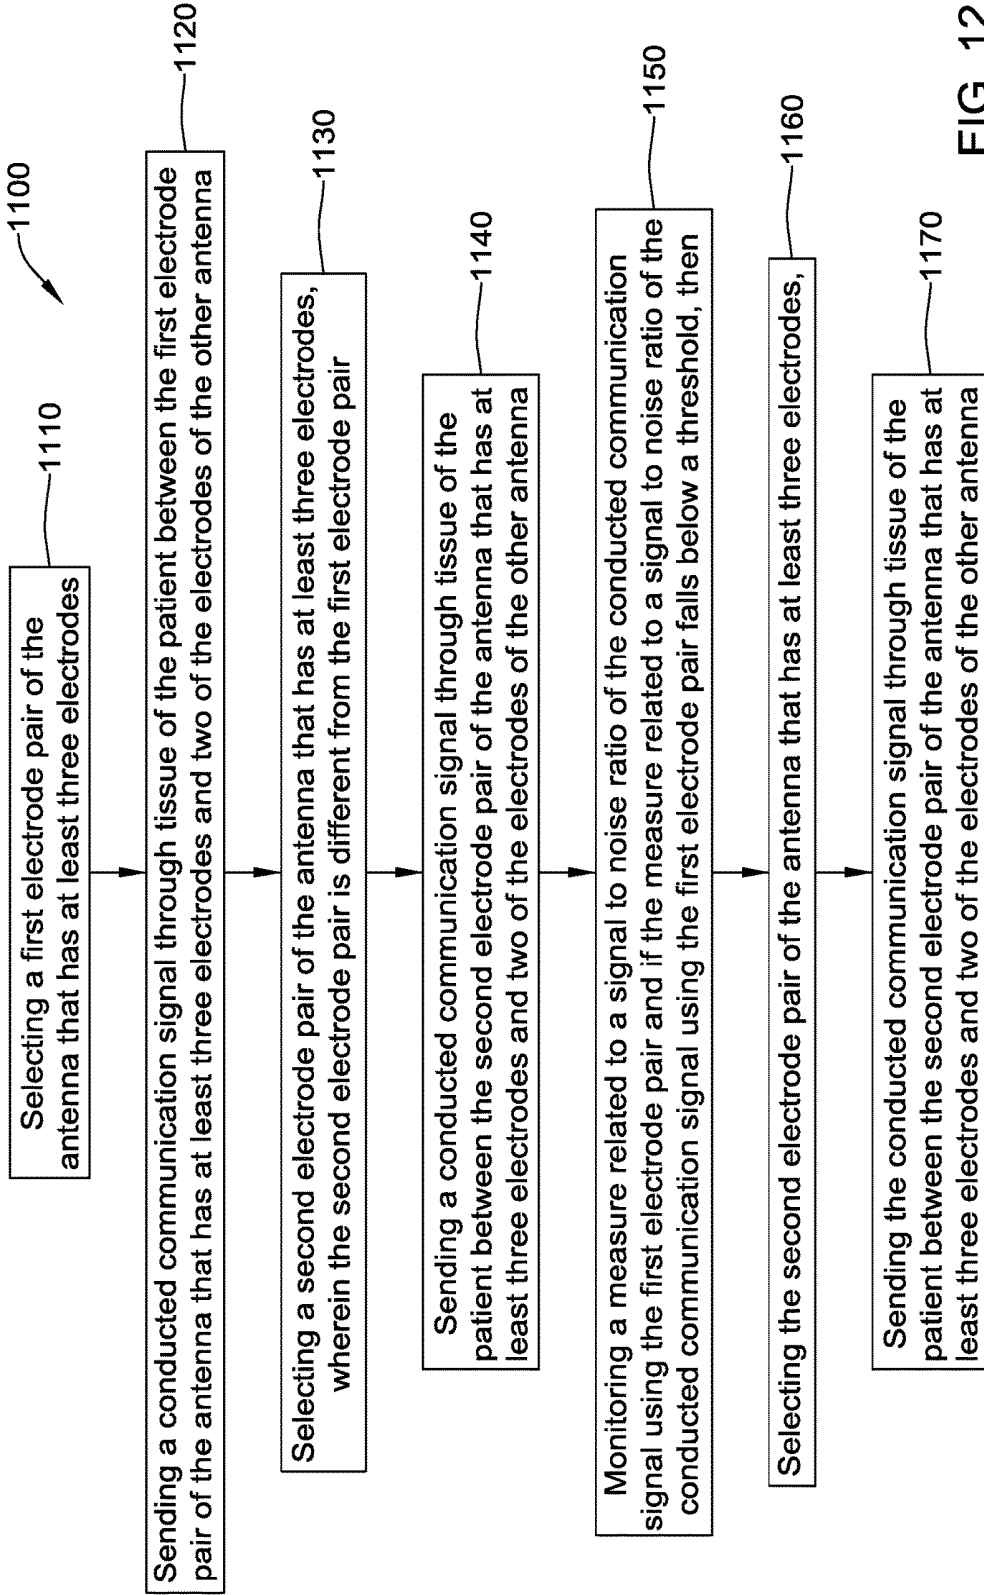 1100
Selecting a first electrode pair of the
antenna that has at least three electrodes
1110
Sending a conducted communication signal through tissue of the patient between the first electrode
pair of the antenna that has at least three electrodes and two of the electrodes of the other antenna
1120
Selecting a second electrode pair of the antenna that has at least three electrodes,
wherein the second electrode pair is different from the first electrode pair
1130
Sending a conducted communication signal through tissue of the
patient between the second electrode pair of the antenna that has at
least three electrodes and two of the electrodes of the other antenna
1140
Monitoring a measure related to a signal to noise ratio of the conducted communication
signal using the first electrode pair and if the measure related to a signal to noise ratio of the
conducted communication signal using the first electrode pair falls below a threshold, then
1150
Selecting the second electrode pair of the antenna that has at least three electrodes,
1160
Sending the conducted communication signal through tissue of the
patient between the second electrode pair of the antenna that has at
least three electrodes and two of the electrodes of the other antenna
1170
FIG. 12